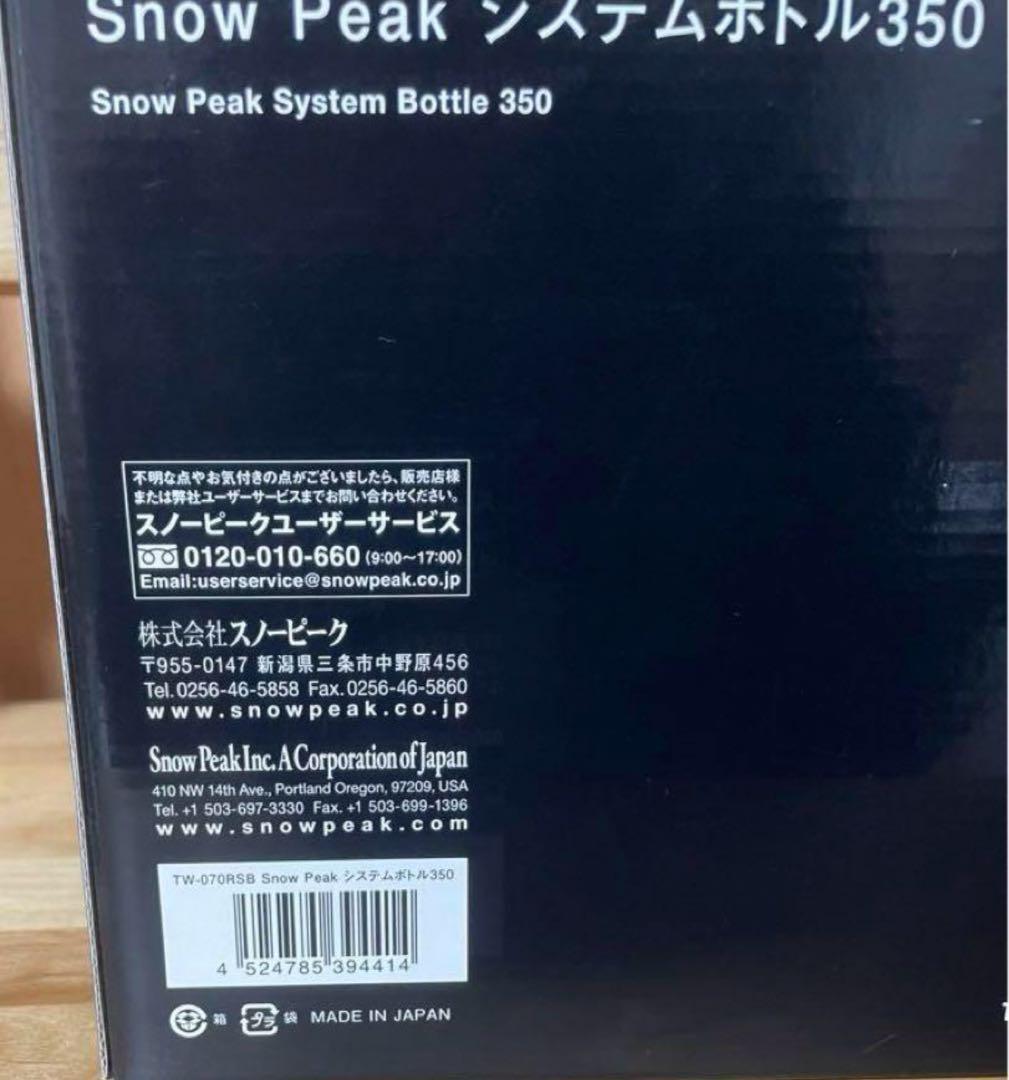 Snow Peak システムボトル350
Snow Peak System Bottle 350
不明な点やお気付きの点がございましたら、販売店様
または弊社ユーザーサービスまでお問い合わせください。
スノーピークユーザーサービス
0120-010-660 (9:00〜17:00)
Email:userservice@snowpeak.co.jp
株式会社スノーピーク
〒955-0147 新潟県三条市中野原456
Tel.0256-46-5858 Fax.0256-46-5860
www.snowpeak.co.jp
Snow Peak Inc. A Corporation of Japan
410 NW 14th Ave., Portland Oregon, 97209, USA
Tel. +1 503-697-3330 Fax. +1 503-699-1396
www.snowpeak.com
TW-070RSB Snow Peak システムボトル350
4 524785 394414
箱 プラ 袋 MADE IN JAPAN